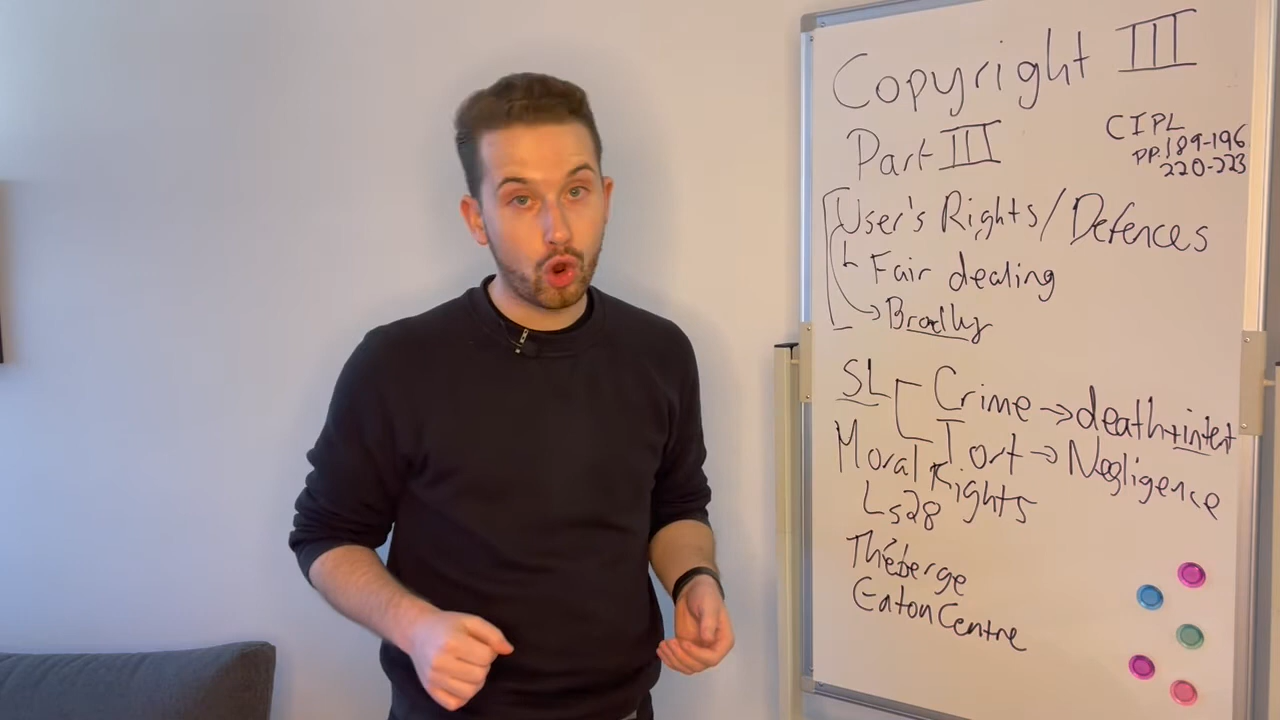 Copyright III
Part III
CIPL
PP.189-196
220-223
User's Rights/Defences
Fair dealing
Bradly
SL Crime → death+intent
Tort → Negligence
Moral Rights
s28
Théberge
Eaton Centre